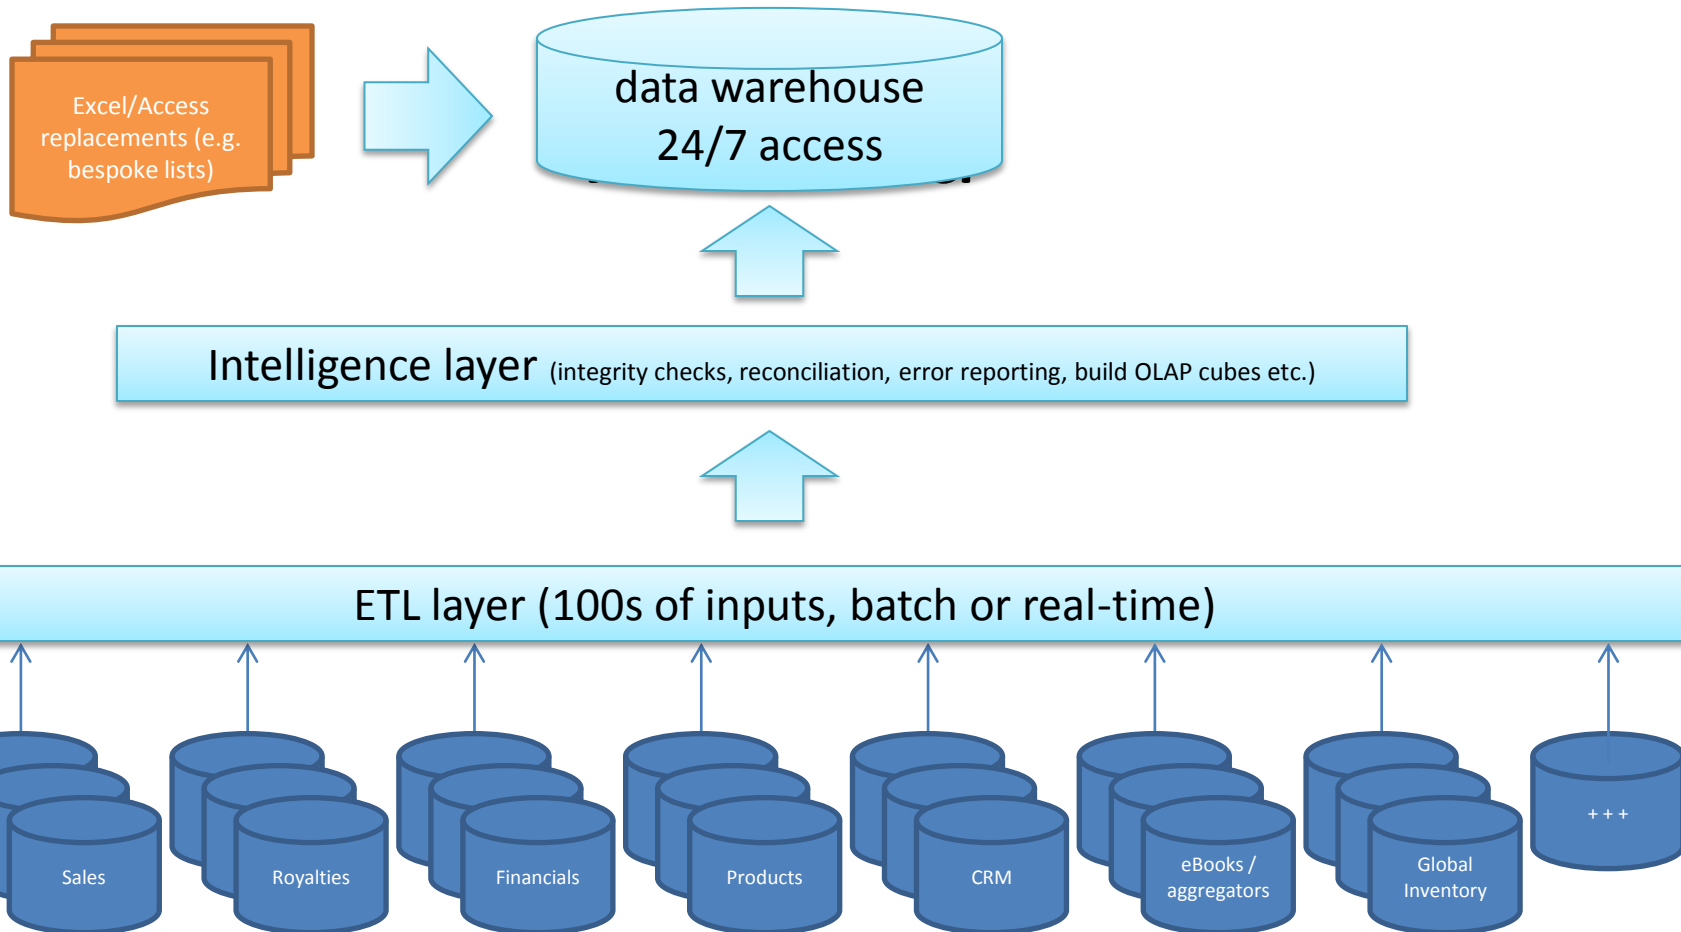 Excel/Access
replacements (e.g.
bespoke lists)
data warehouse
24/7 access
Intelligence layer (integrity checks, reconciliation, error reporting, build OLAP cubes etc.)
ETL layer (100s of inputs, batch or real-time)
Sales
Royalties
Financials
Products
CRM
eBooks /
aggregators
Global
Inventory
+ + +